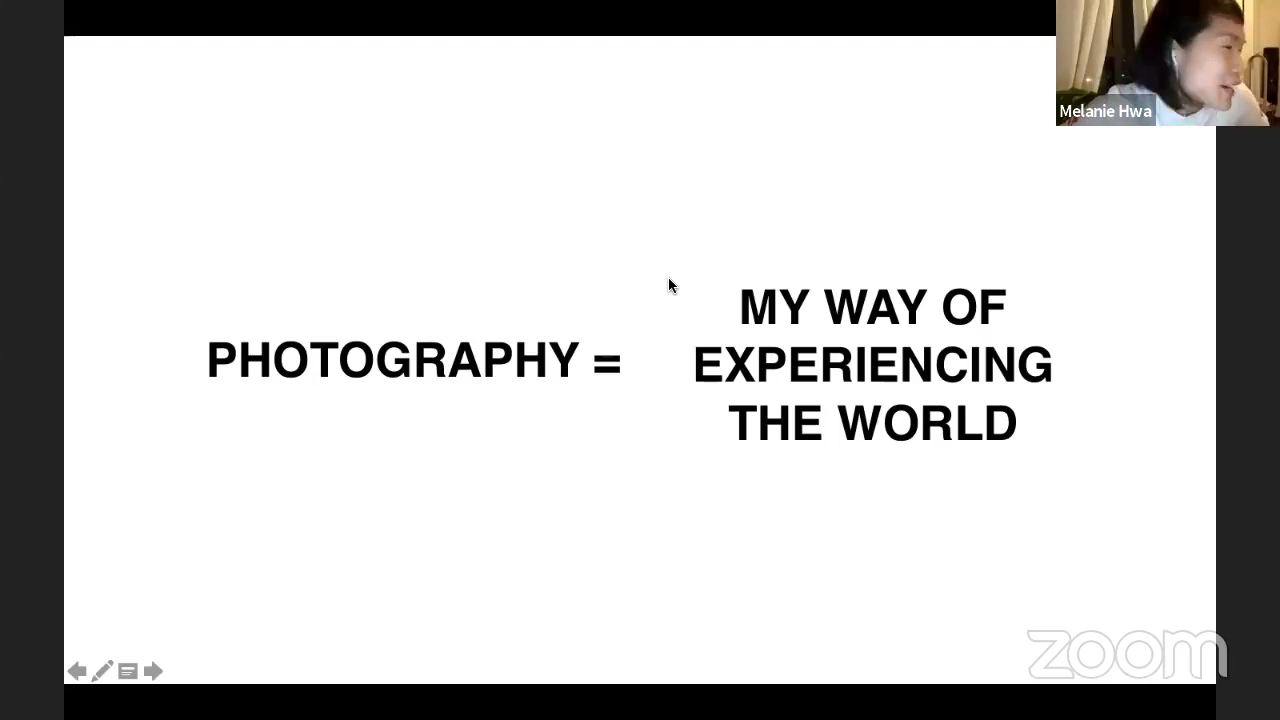 Melanie Hwa
PHOTOGRAPHY =
MY WAY OF
EXPERIENCING
THE WORLD
zoom